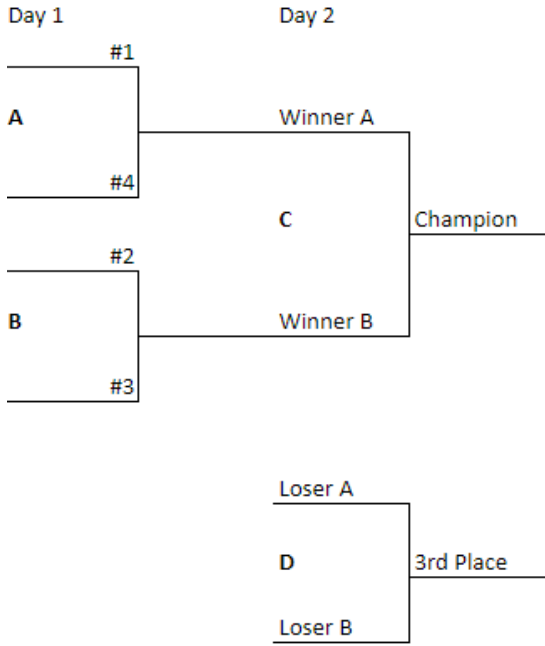 Day 1
Day 2
#1
A
Winner A
#4
C
Champion
#2
B
Winner B
#3
Loser A
D
3rd Place
Loser B